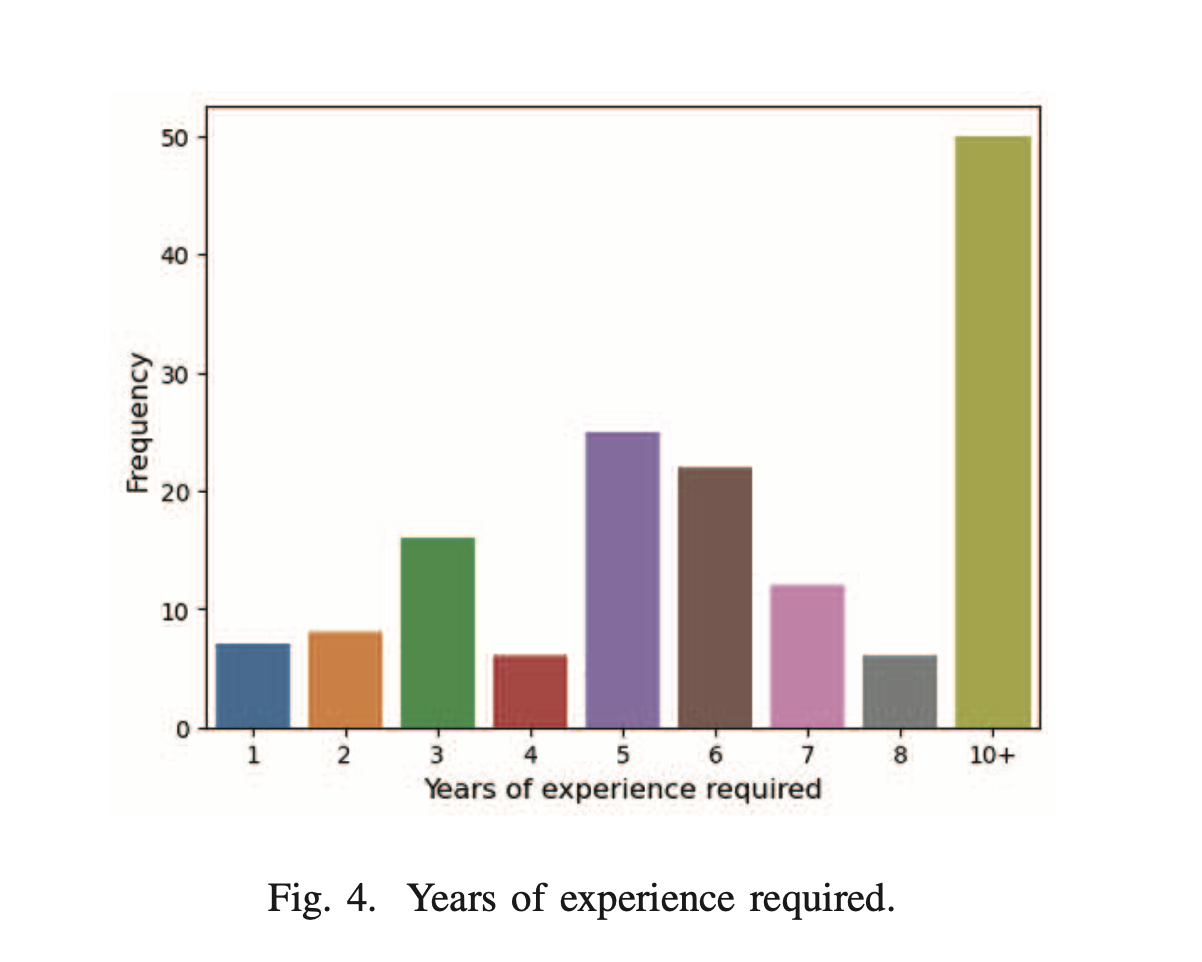 50
40
30
20
10
0
Frequency
1 2 3 4 5 6 7 8 10+
Years of experience required
Fig. 4. Years of experience required.